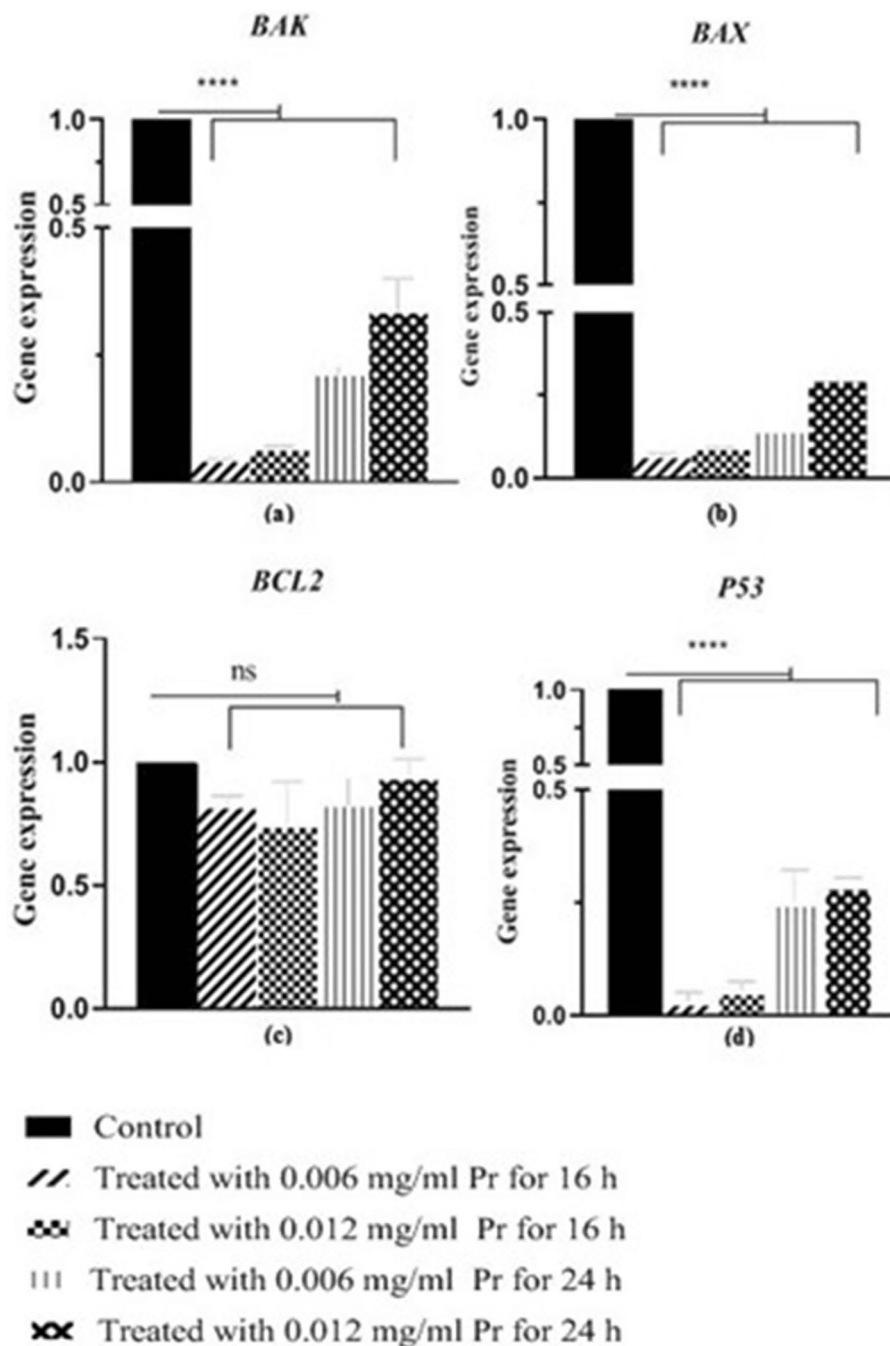 BAK
****
1.0
0.5
0.5
0.0
Gene expression
(a)
BAX
****
1.0
0.5
0.5
0.0
Gene expression
(b)
BCL2
ns
1.5
1.0
0.5
0.0
Gene expression
(c)
P53
****
1.0
0.5
0.5
0.0
Gene expression
(d)
Control
Treated with 0.006 mg/ml Pr for 16 h
Treated with 0.012 mg/ml Pr for 16 h
Treated with 0.006 mg/ml Pr for 24 h
Treated with 0.012 mg/ml Pr for 24 h